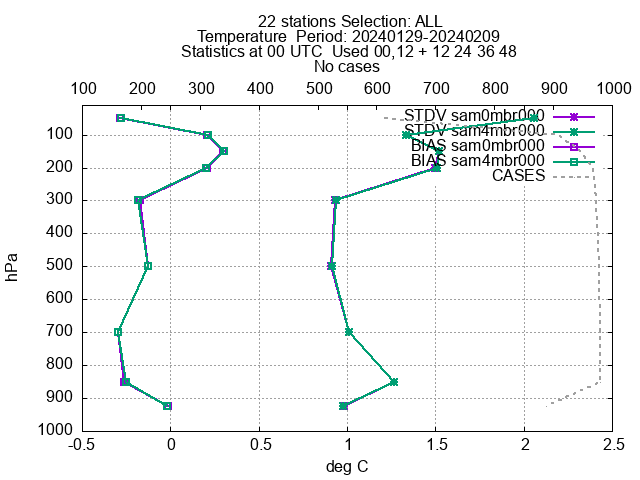 22 stations Selection: ALL
Temperature  Period: 20240129-20240209
Statistics at 00 UTC  Used 00,12 + 12 24 36 48
No cases
100 200 300 400 500 600 700 800 900 1000
STDV sam0mbr000
STDV sam4mbr000
BIAS sam0mbr000
BIAS sam4mbr000
CASES
100
200
300
400
500
600
700
800
900
1000
hPa
-0.5 0 0.5 1 1.5 2 2.5
deg C